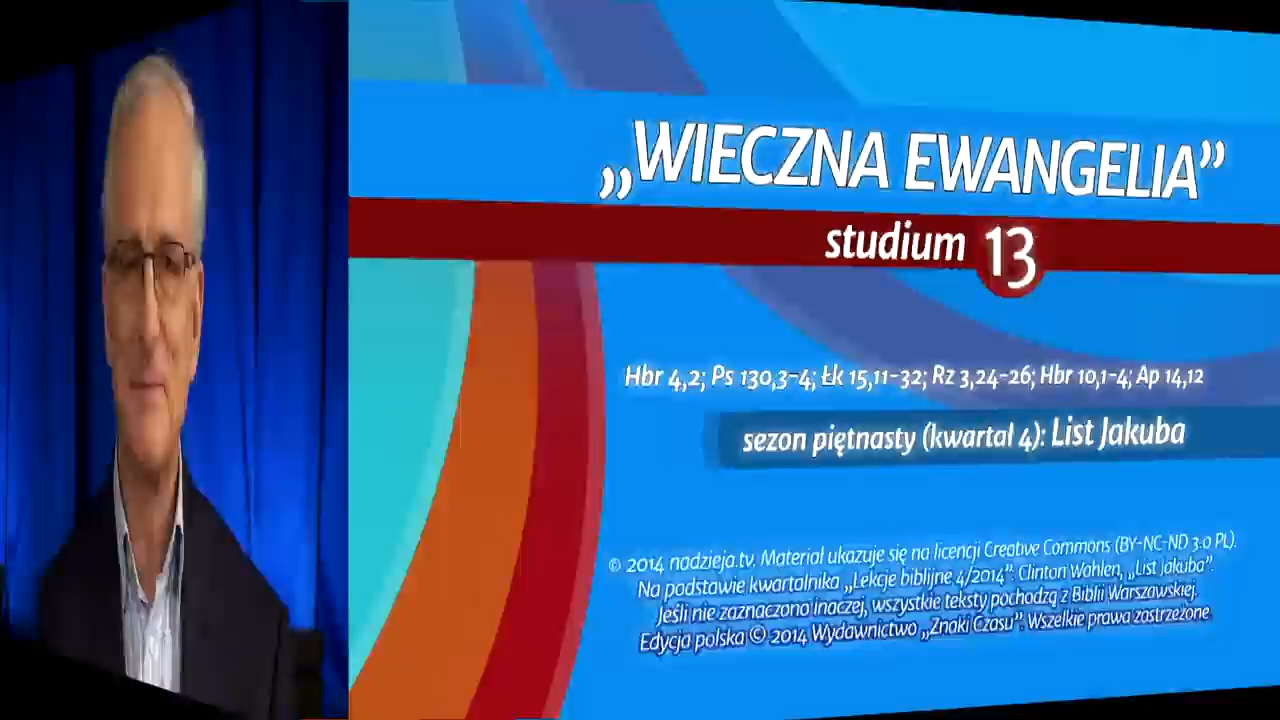 „WIECZNA EWANGELIA”
studium 13
Hbr 4,2; Ps 130,3-4; Łk 15,11-32; Rz 3,24-26; Hbr 10,1-4; Ap 14,12
sezon piętnasty (kwartał 4): List Jakuba
© 2014 nadzieja.tv. Materiał ukazuje się na licencji Creative Commons (BY-NC-ND 3.0 PL).
Na podstawie kwartalnika „Lekcje biblijne 4/2014”: Clinton Wahlen, „List Jakuba”.
Jeśli nie zaznaczono inaczej, wszystkie teksty pochodzą z Biblii Warszawskiej.
Edycja polska © 2014 Wydawnictwo „Znaki Czasu”. Wszelkie prawa zastrzeżone